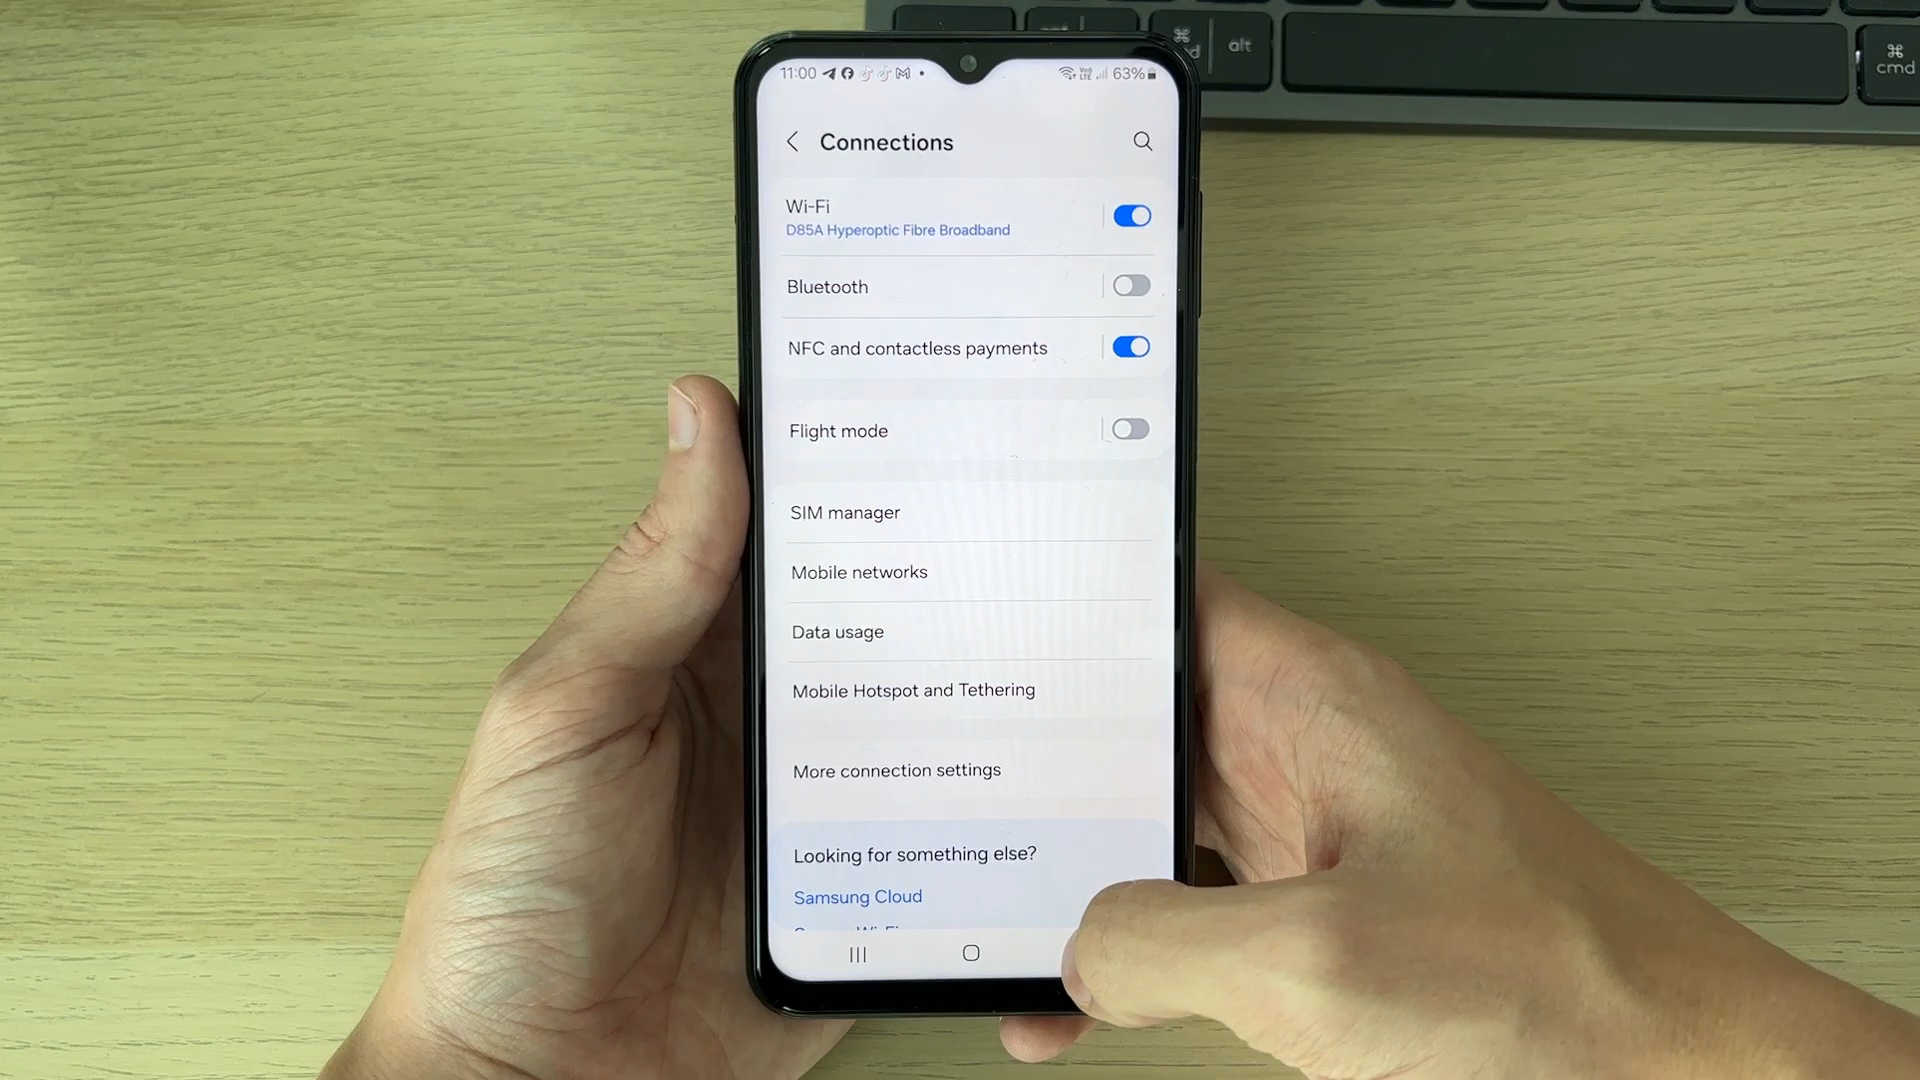 ⌘
alt
⌘
cmd
11:00
63%
Connections
Wi-Fi
D85A Hyperoptic Fibre Broadband
Bluetooth
NFC and contactless payments
Flight mode
SIM manager
Mobile networks
Data usage
Mobile Hotspot and Tethering
More connection settings
Looking for something else?
Samsung Cloud